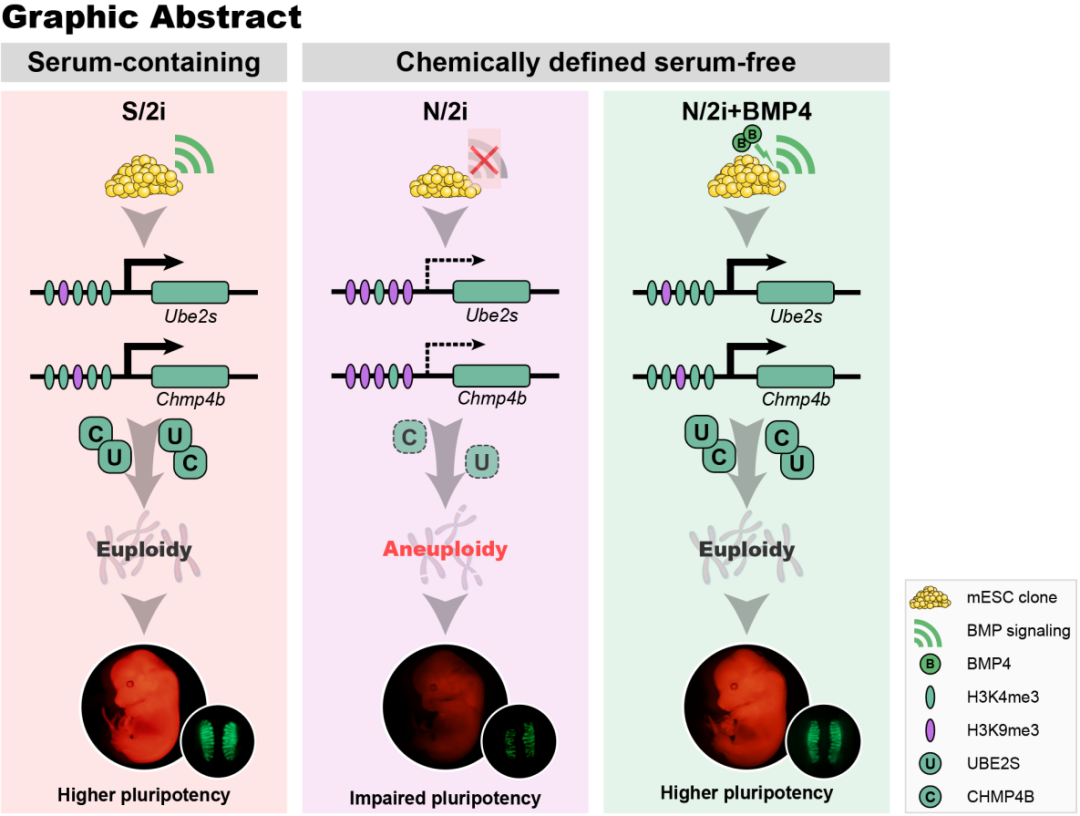 Graphic Abstract
Serum-containing
Chemically defined serum-free
S/2i
N/2i
N/2i+BMP4
B B
Ube2s
Ube2s
Ube2s
Chmp4b
Chmp4b
Chmp4b
C U U C
C U
U C C U
Euploidy
Aneuploidy
Euploidy
Higher pluripotency
Impaired pluripotency
Higher pluripotency
mESC clone
BMP signaling
B BMP4
H3K4me3
H3K9me3
U UBE2S
C CHMP4B